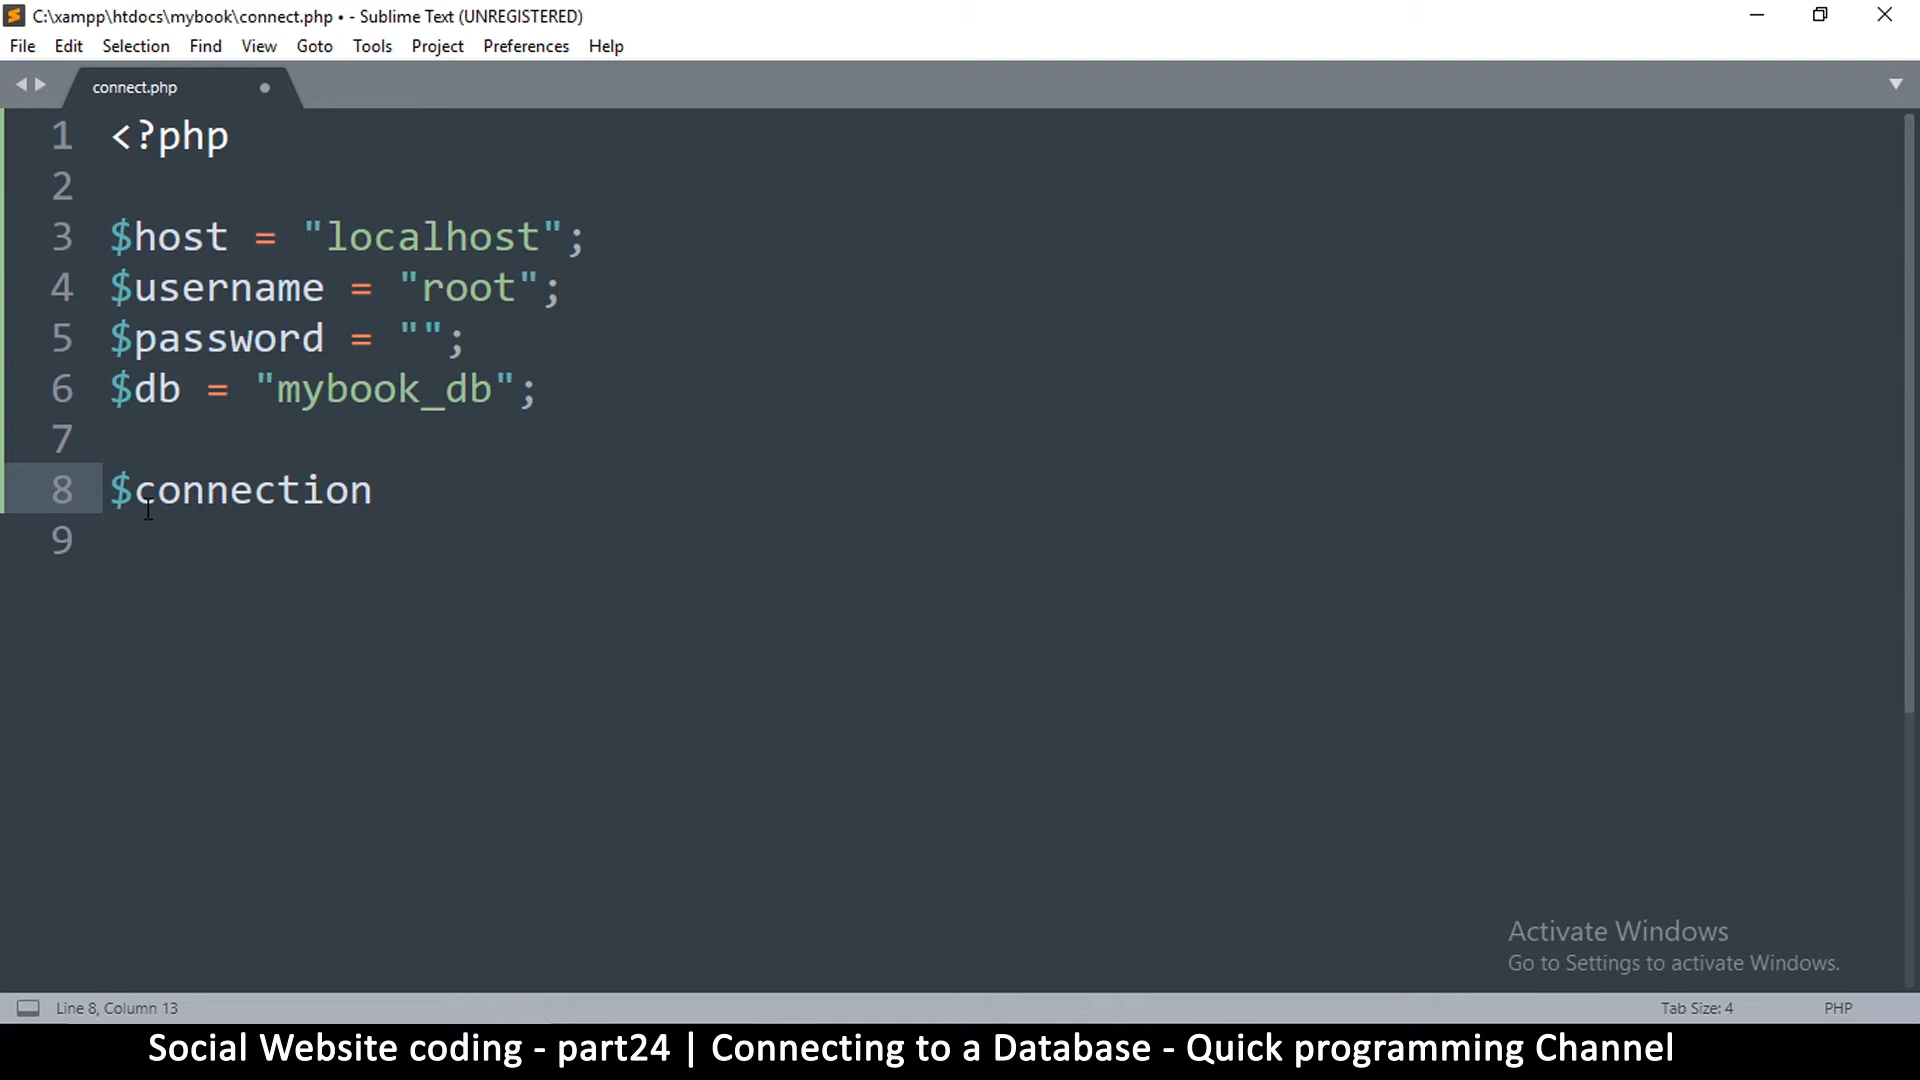 C:\xampp\htdocs\mybook\connect.php • - Sublime Text (UNREGISTERED)
File Edit Selection Find View Goto Tools Project Preferences Help
connect.php
1 <?php
2
3 $host = "localhost";
4 $username = "root";
5 $password = "";
6 $db = "mybook_db";
7
8 $connection
9
Activate Windows
Go to Settings to activate Windows.
Line 8, Column 13 Tab Size: 4 PHP
Social Website coding - part24 | Connecting to a Database - Quick programming Channel